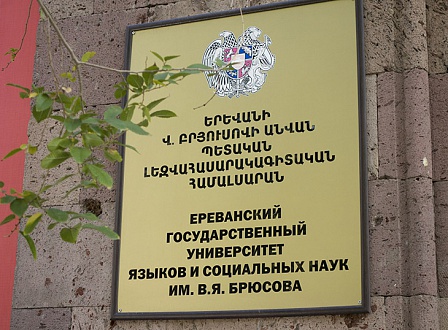 ԵՐԵՎԱՆԻ
Վ. ԲՐՅՈՒՍՈՎԻ ԱՆՎԱՆ
ՊԵՏԱԿԱՆ
ԼԵԶՎԱՀԱՍԱՐԱԿԱԳԻՏԱԿԱՆ
ՀԱՄԱԼՍԱՐԱՆ
ЕРЕВАНСКИЙ
ГОСУДАРСТВЕННЫЙ
УНИВЕРСИТЕТ
ЯЗЫКОВ И СОЦИАЛЬНЫХ НАУК
ИМ. В.Я. БРЮСОВА